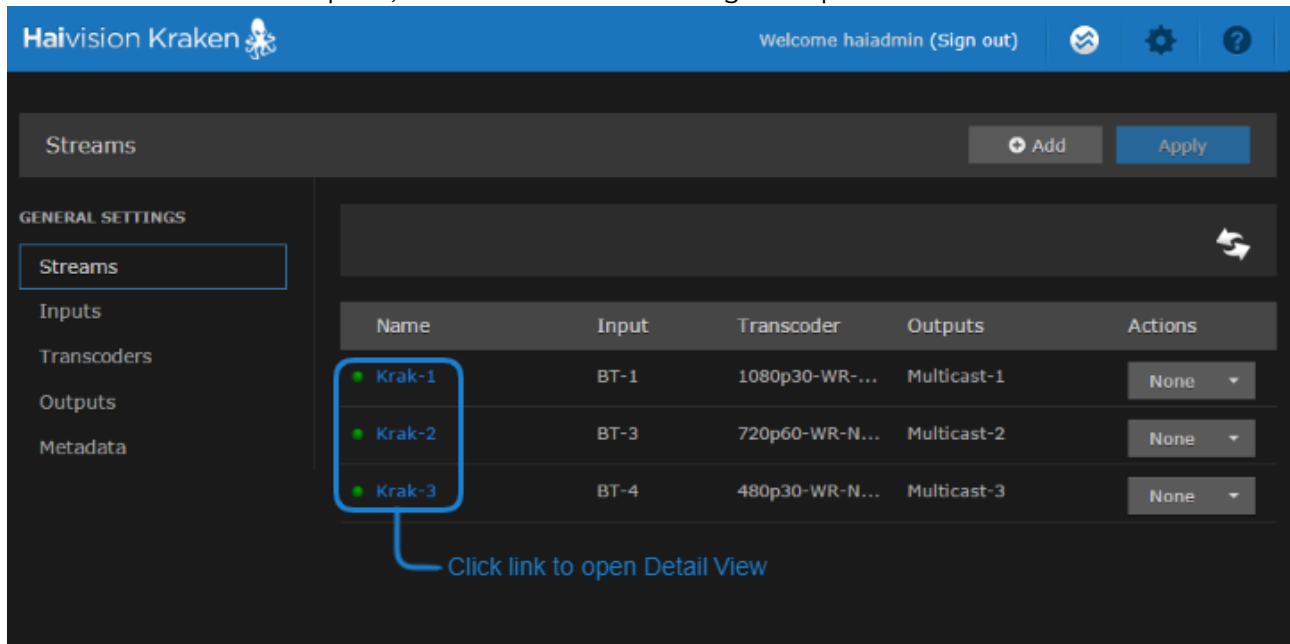 Haivision Kraken
Welcome haiadmin (Sign out)
?
Streams
Add
Apply
GENERAL SETTINGS
Streams
Inputs
Transcoders
Outputs
Metadata
Name Input Transcoder Outputs Actions
Krak-1 BT-1 1080p30-WR-... Multicast-1 None
Krak-2 BT-3 720p60-WR-N... Multicast-2 None
Krak-3 BT-4 480p30-WR-N... Multicast-3 None
Click link to open Detail View